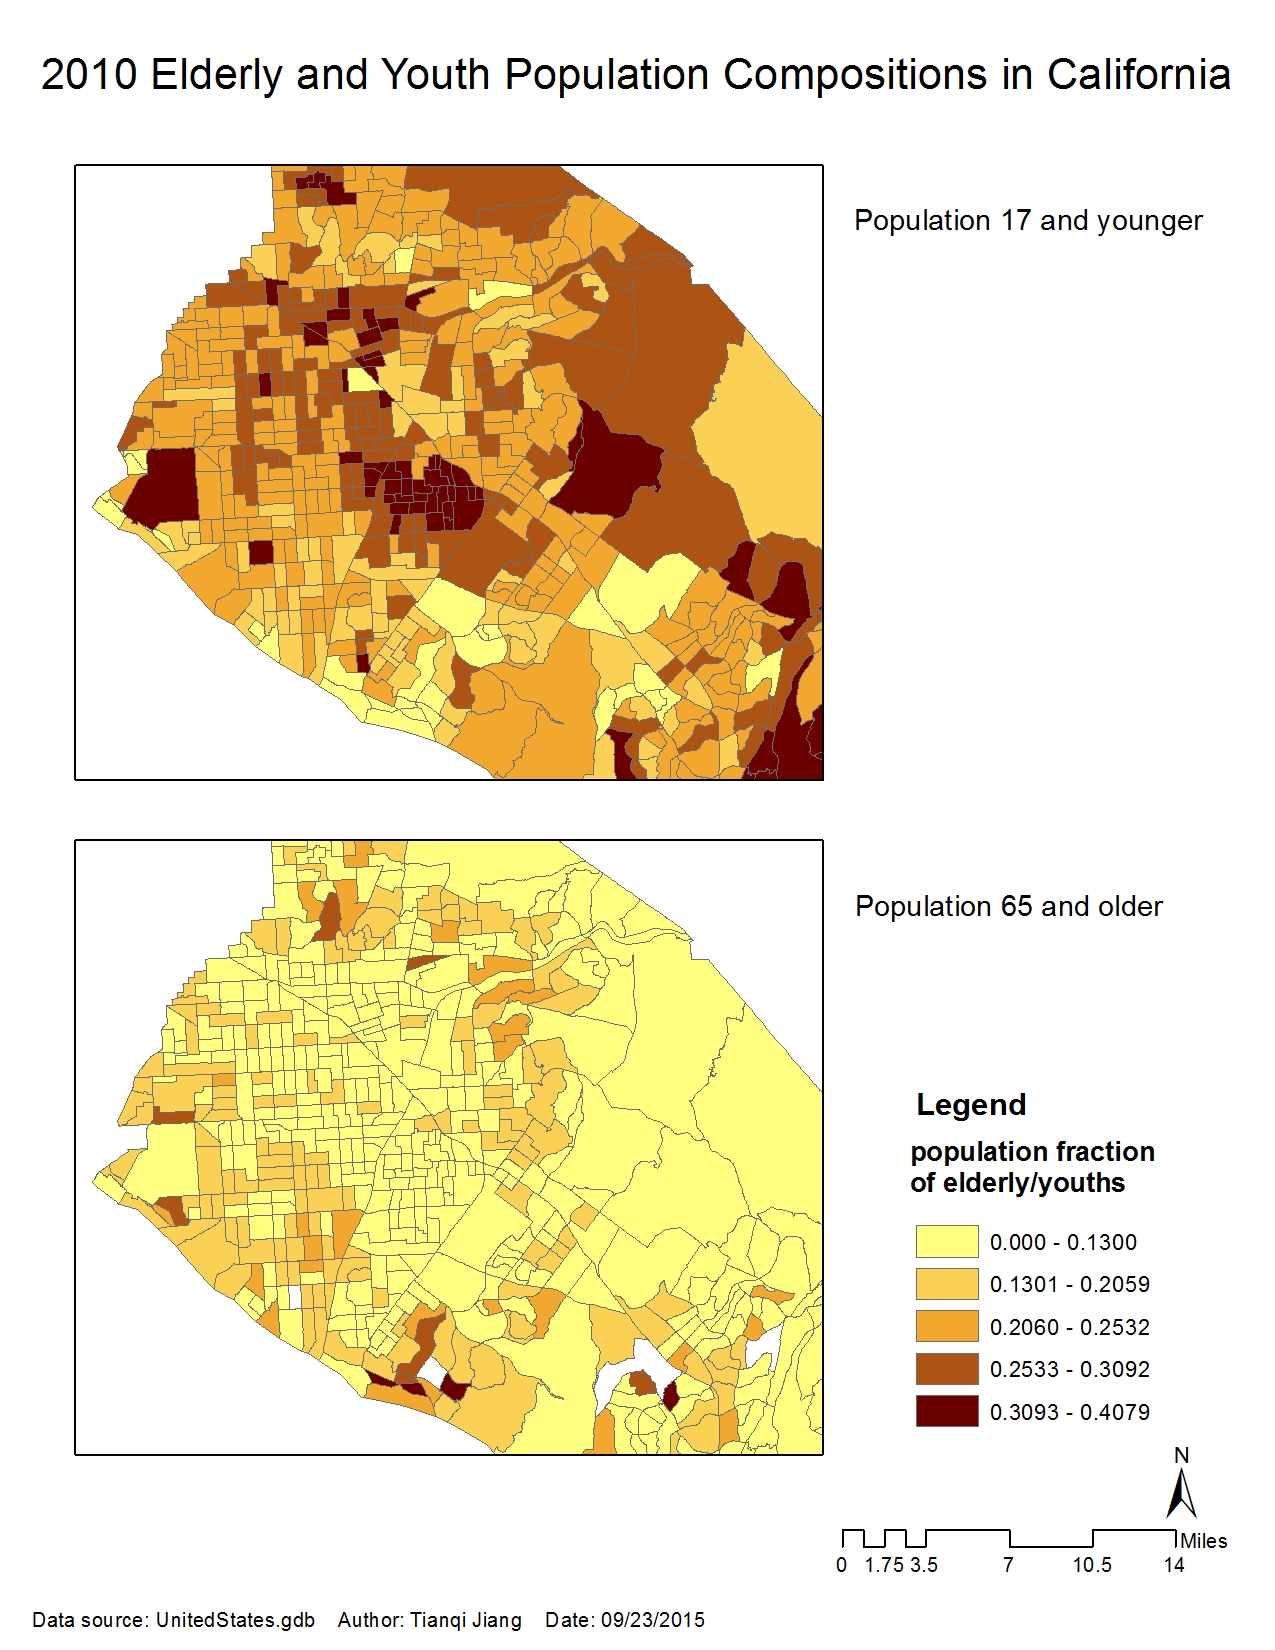 2010 Elderly and Youth Population Compositions in California
Population 17 and younger
Population 65 and older
Legend
population fraction
of elderly/youths
0.000 - 0.1300
0.1301 - 0.2059
0.2060 - 0.2532
0.2533 - 0.3092
0.3093 - 0.4079
N
Miles
0 1.75 3.5 7 10.5 14
Data source: UnitedStates.gdb Author: Tianqi Jiang Date: 09/23/2015